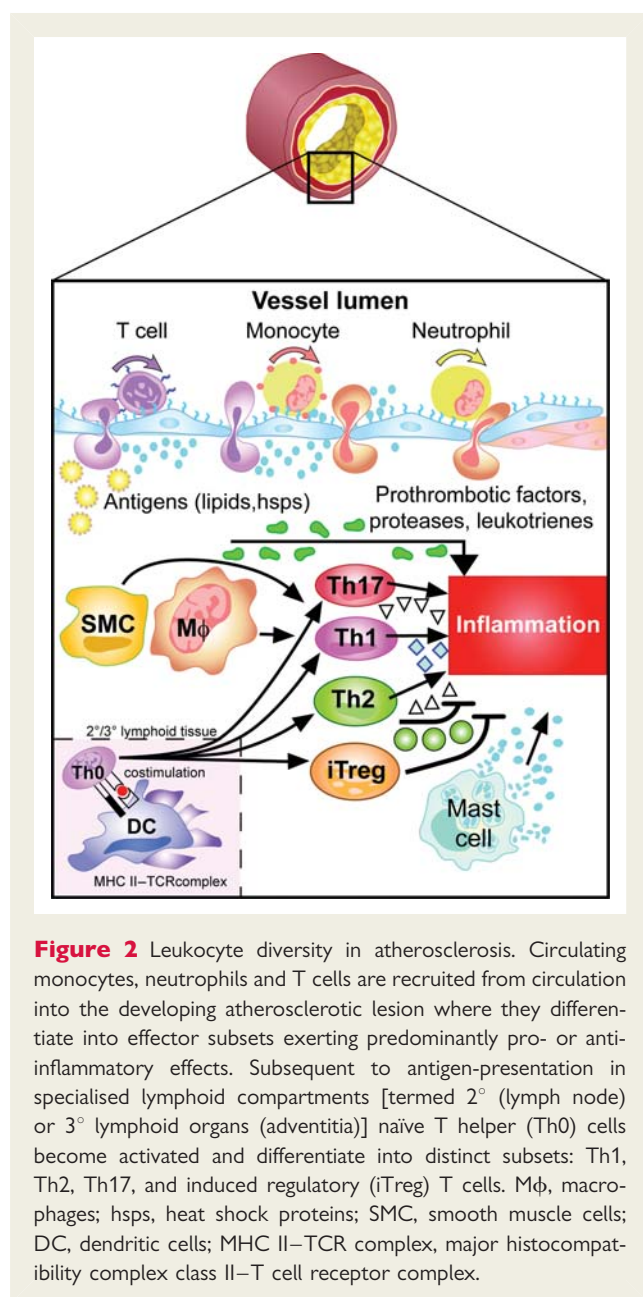 Vessel lumen
T cell
Monocyte
Neutrophil
Antigens (lipids,hsps)
Prothrombotic factors,
proteases, leukotrienes
SMC
Mϕ
Th17
Th1
Th2
iTreg
Inflammation
2°/3° lymphoid tissue
Th0
costimulation
DC
MHC II–TCRcomplex
Mast
cell
Figure 2 Leukocyte diversity in atherosclerosis. Circulating
monocytes, neutrophils and T cells are recruited from circulation
into the developing atherosclerotic lesion where they differen-
tiate into effector subsets exerting predominantly pro- or anti-
inflammatory effects. Subsequent to antigen-presentation in
specialised lymphoid compartments [termed 2° (lymph node)
or 3° lymphoid organs (adventitia)] naïve T helper (Th0) cells
become activated and differentiate into distinct subsets: Th1,
Th2, Th17, and induced regulatory (iTreg) T cells. Mϕ, macro-
phages; hsps, heat shock proteins; SMC, smooth muscle cells;
DC, dendritic cells; MHC II–TCR complex, major histocompat-
ibility complex class II–T cell receptor complex.